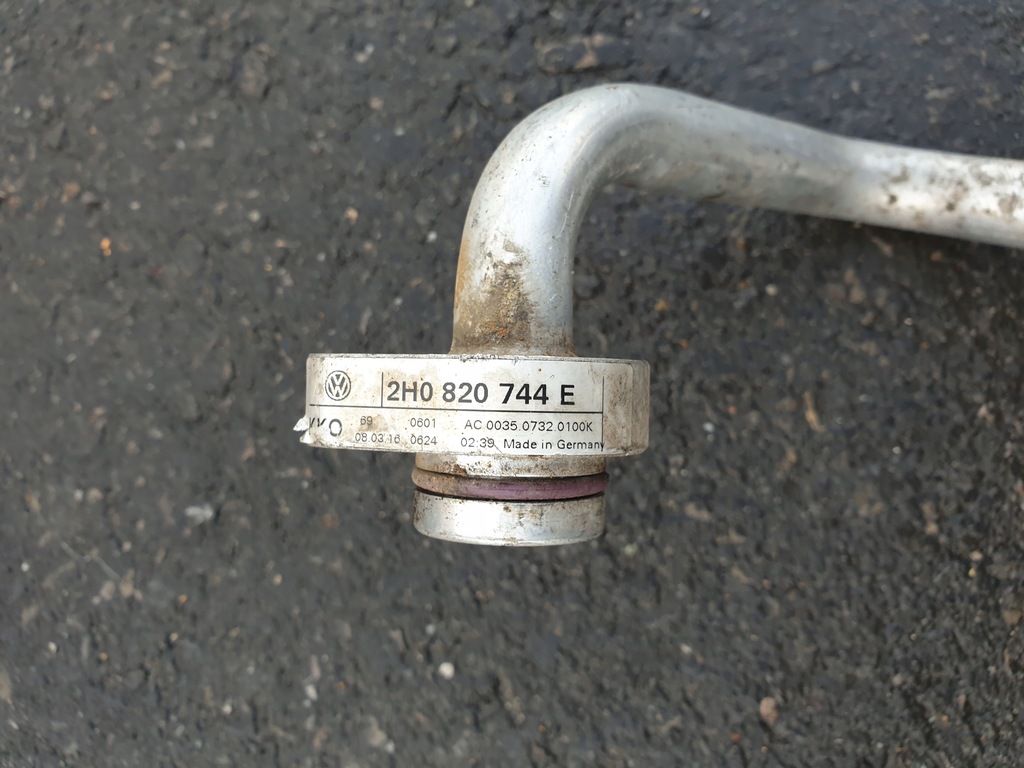 2H0 820 744 E
69 0601 AC 0035.0732.0100K
08.03.16 0624 02:39 Made in Germany